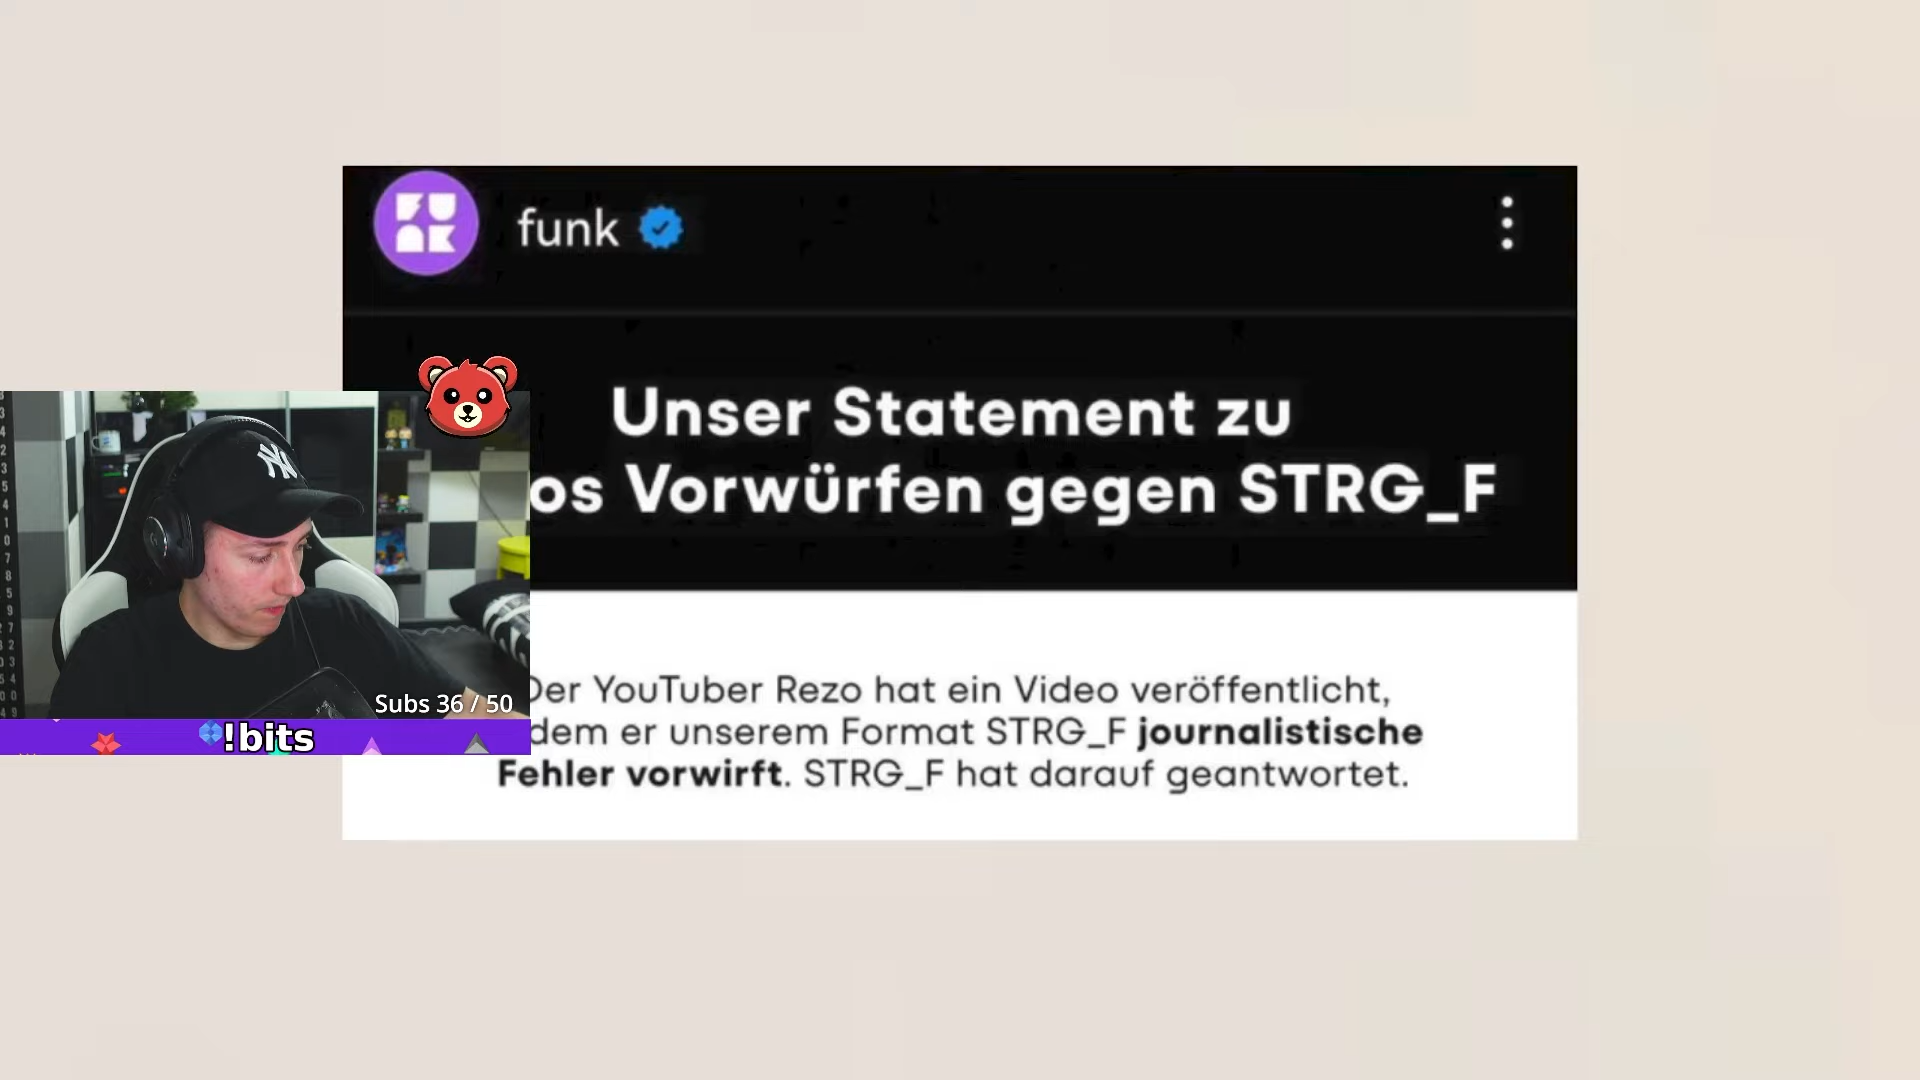 funk
Unser Statement zu
os Vorwürfen gegen STRG_F
Der YouTuber Rezo hat ein Video veröffentlicht,
dem er unserem Format STRG_F journalistische
Fehler vorwirft. STRG_F hat darauf geantwortet.
NY
Subs 36 / 50
!bits